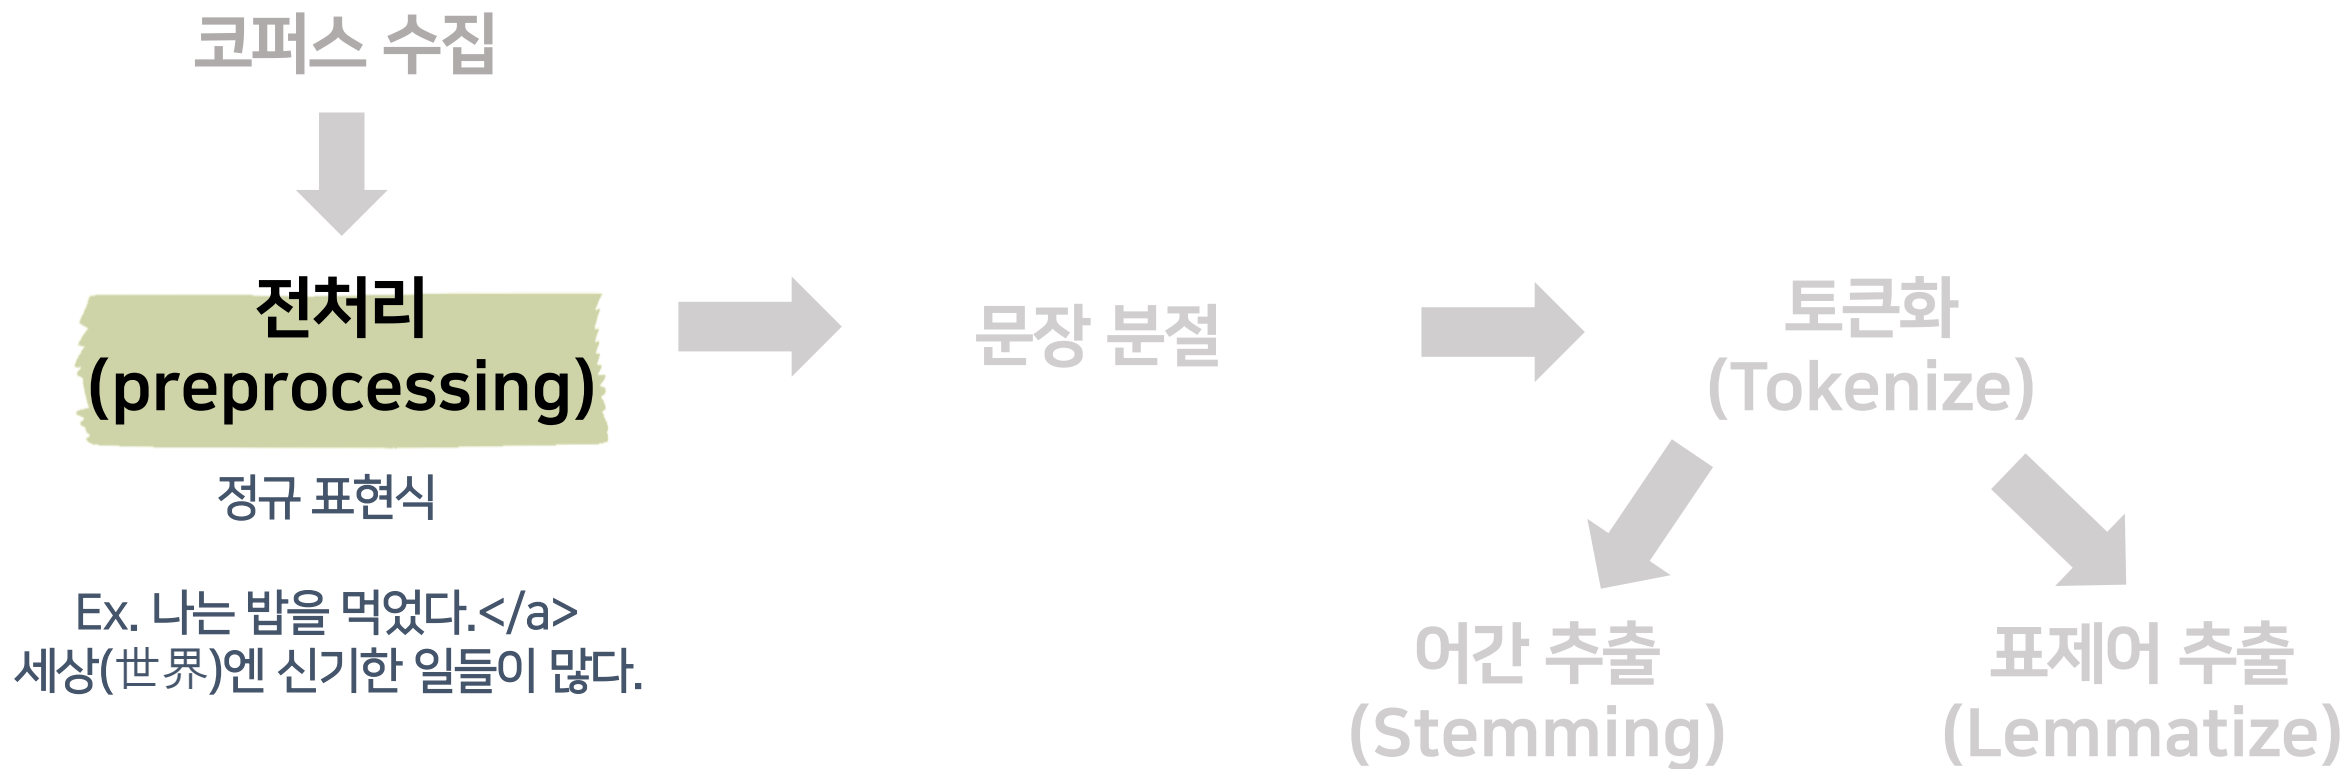 코퍼스 수집
전처리
(preprocessing)
정규 표현식
Ex. 나는 밥을 먹었다.</a>
세상(世界)엔 신기한 일들이 많다.
문장 분절
토큰화
(Tokenize)
어간 추출
(Stemming)
표제어 추출
(Lemmatize)